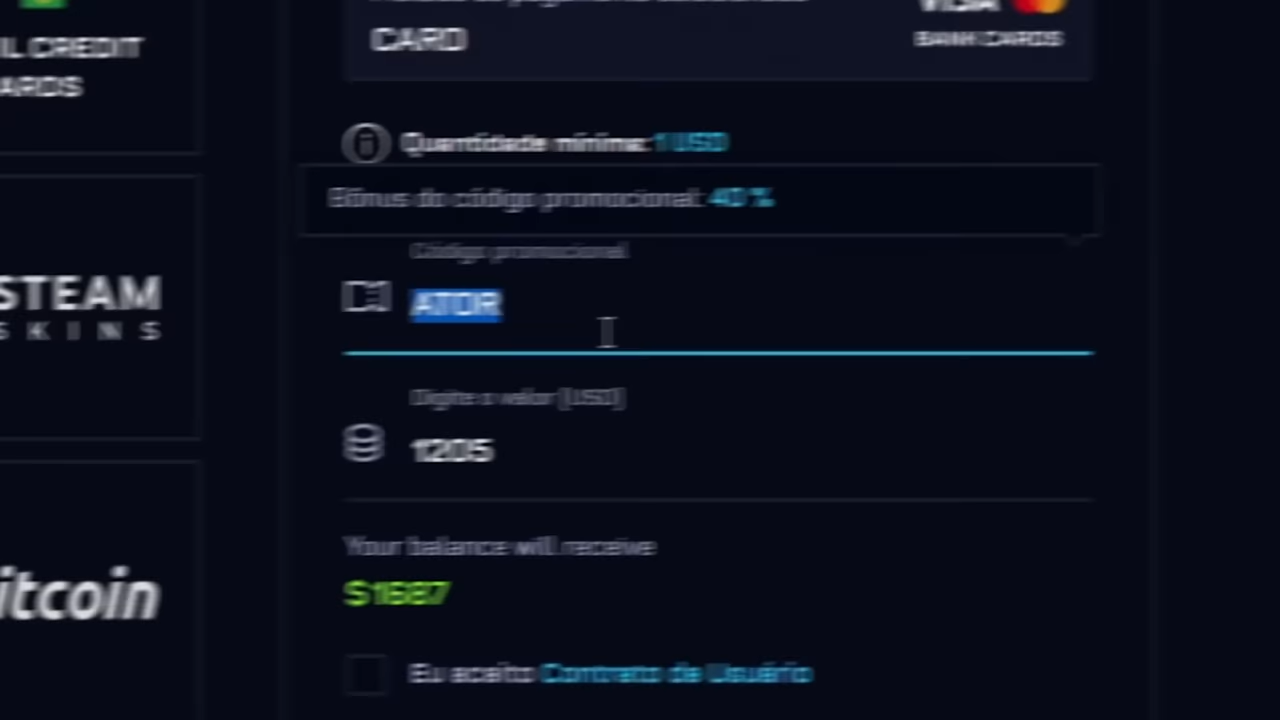 IL CREDIT
ARDS
STEAM
SKINS
itcoin
CARD
VISA
BANK CARDS
Quantidade mínima: 1 USD
Bônus do código promocional: 40 %
Código promocional
ATOR
Digite o valor (USD)
1205
Your balance will receive
$1687
Eu aceito Contrato de Usuário